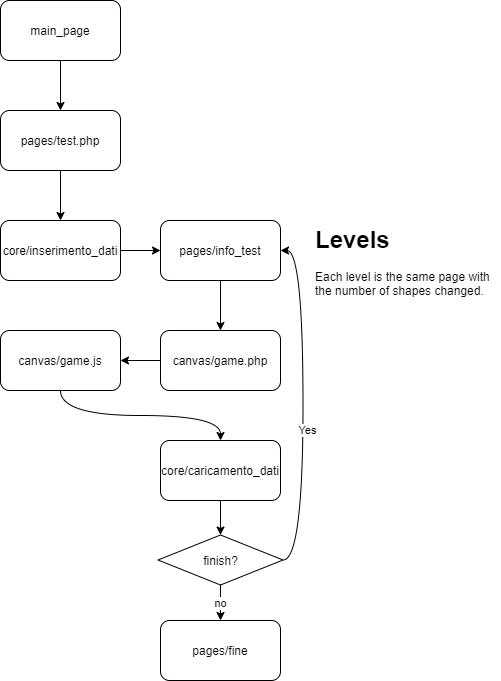 main_page
pages/test.php
core/inserimento_dati
pages/info_test
Levels
Each level is the same page with
the number of shapes changed.
canvas/game.js
canvas/game.php
Yes
core/caricamento_dati
finish?
no
pages/fine